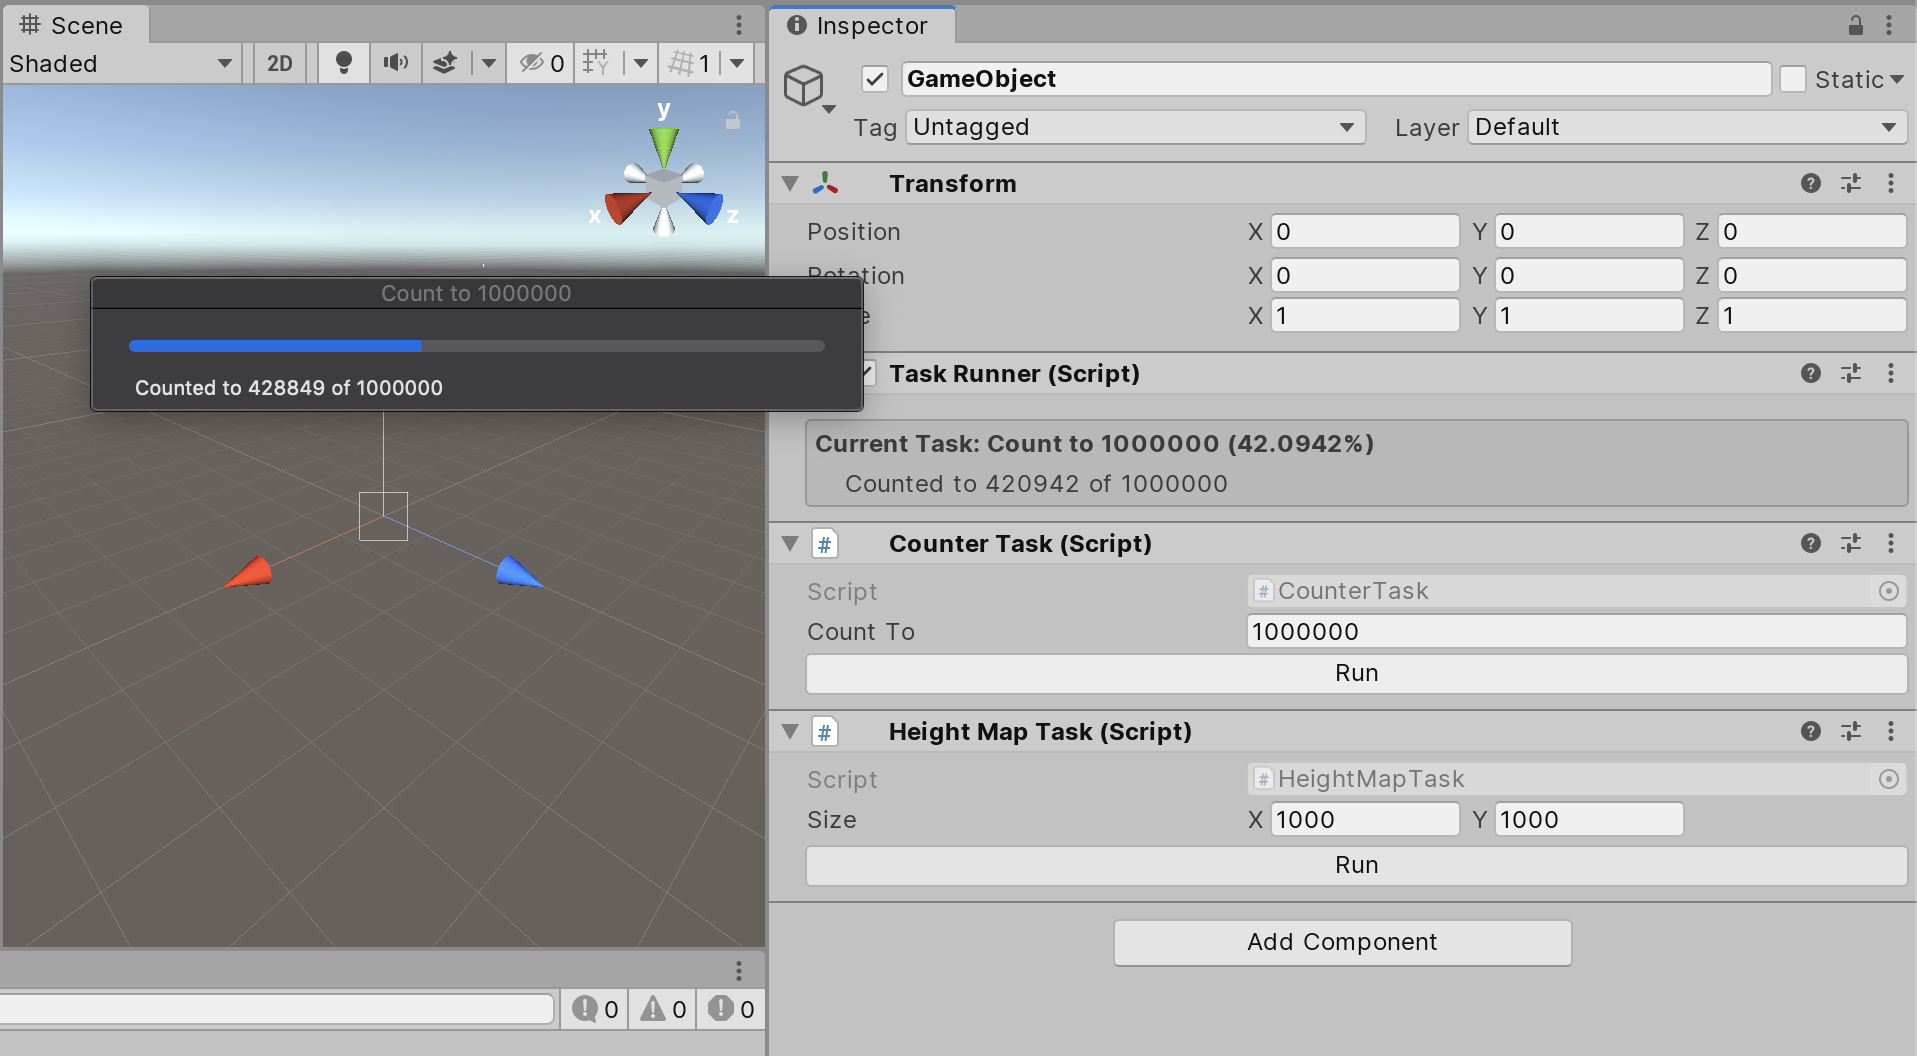 Scene
Shaded
2D
0
1
y
x
z
Count to 1000000
Counted to 428849 of 1000000
0
0
0
Inspector
GameObject
Static
Tag Untagged Layer Default
Transform
Position X 0 Y 0 Z 0
Rotation X 0 Y 0 Z 0
e X 1 Y 1 Z 1
Task Runner (Script)
Current Task: Count to 1000000 (42.0942%)
Counted to 420942 of 1000000
# Counter Task (Script)
Script # CounterTask
Count To 1000000
Run
# Height Map Task (Script)
Script # HeightMapTask
Size X 1000 Y 1000
Run
Add Component